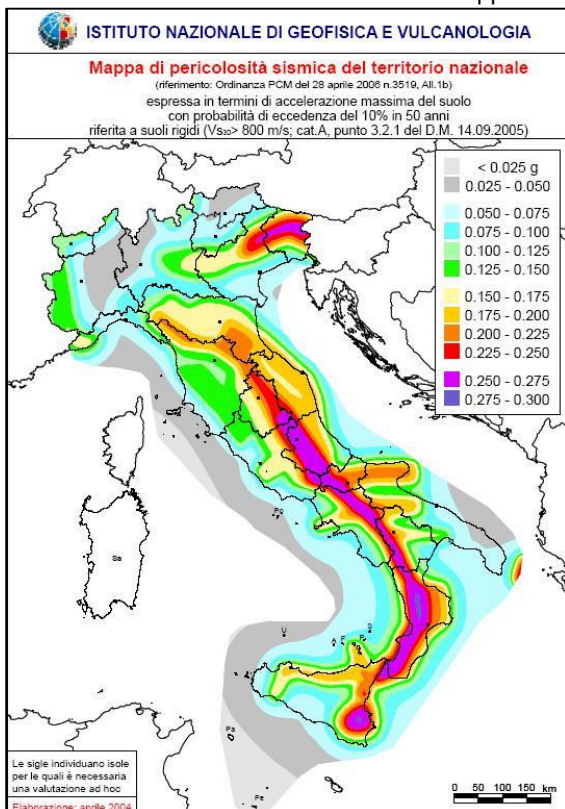 ISTITUTO NAZIONALE DI GEOFISICA E VULCANOLOGIA
Mappa di pericolosità sismica del territorio nazionale
(riferimento: Ordinanza PCM del 28 aprile 2006 n.3519, All.1b)
espressa in termini di accelerazione massima del suolo
con probabilità di eccedenza del 10% in 50 anni
riferita a suoli rigidi (Vs30> 800 m/s; cat.A, punto 3.2.1 del D.M. 14.09.2005)
< 0.025 g
0.025 - 0.050
0.050 - 0.075
0.075 - 0.100
0.100 - 0.125
0.125 - 0.150
0.150 - 0.175
0.175 - 0.200
0.200 - 0.225
0.225 - 0.250
0.250 - 0.275
0.275 - 0.300
Po
Sa
U
A
F
Pa
Pe
Le sigle individuano isole
per le quali è necessaria
una valutazione ad hoc
Elaborazione: aprile 2004
0 50 100 150 km